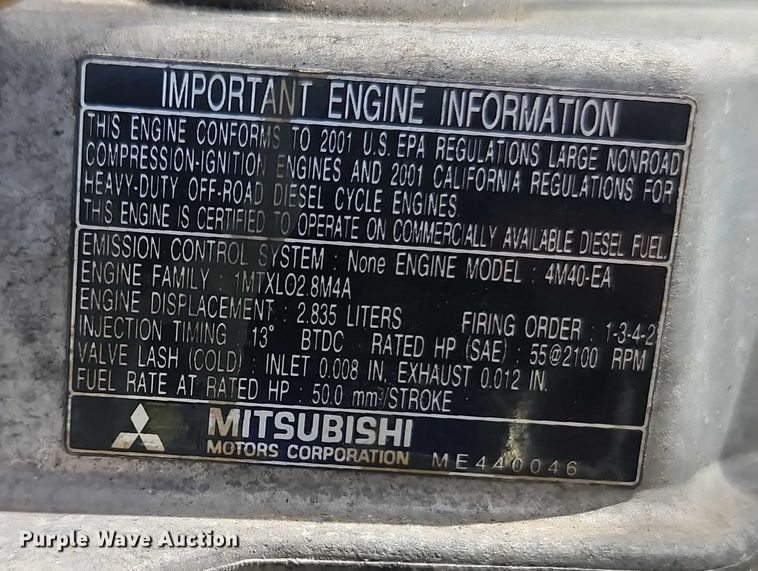 IMPORTANT ENGINE INFORMATION
THIS ENGINE CONFORMS TO 2001 U.S. EPA REGULATIONS LARGE NONROAD
COMPRESSION-IGNITION ENGINES AND 2001 CALIFORNIA REGULATIONS FOR
HEAVY-DUTY OFF-ROAD DIESEL CYCLE ENGINES.
THIS ENGINE IS CERTIFIED TO OPERATE ON COMMERCIALLY AVAILABLE DIESEL FUEL.
EMISSION CONTROL SYSTEM : None ENGINE MODEL : 4M40-EA
ENGINE FAMILY : 1MTXL02.8M4A
ENGINE DISPLACEMENT : 2.835 LITERS FIRING ORDER : 1-3-4-2
INJECTION TIMING : 13° BTDC RATED HP (SAE) : 55@2100 RPM
VALVE LASH (COLD) : INLET 0.008 IN. EXHAUST 0.012 IN.
FUEL RATE AT RATED HP : 50.0 mm³/STROKE
MITSUBISHI
MOTORS CORPORATION ME440046
Purple Wave Auction